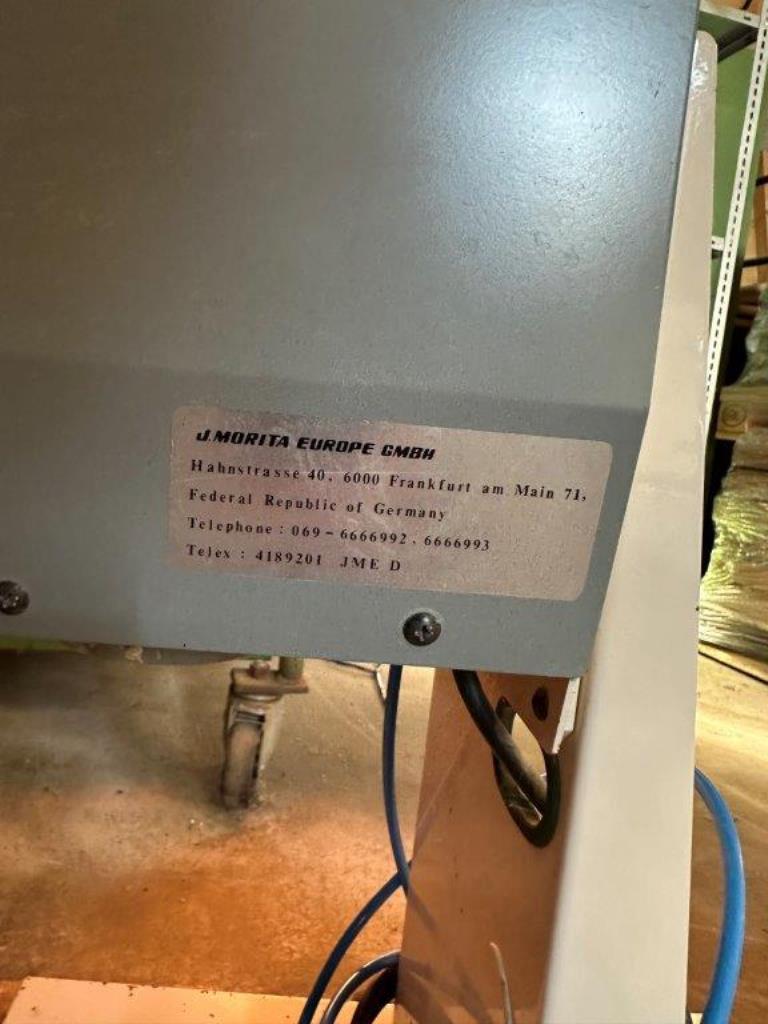 J.MORITA EUROPE GMBH
Hahnstrasse 40, 6000 Frankfurt am Main 71,
Federal Republic of Germany
Telephone : 069-6666992, 6666993
Telex : 4189201 JME D